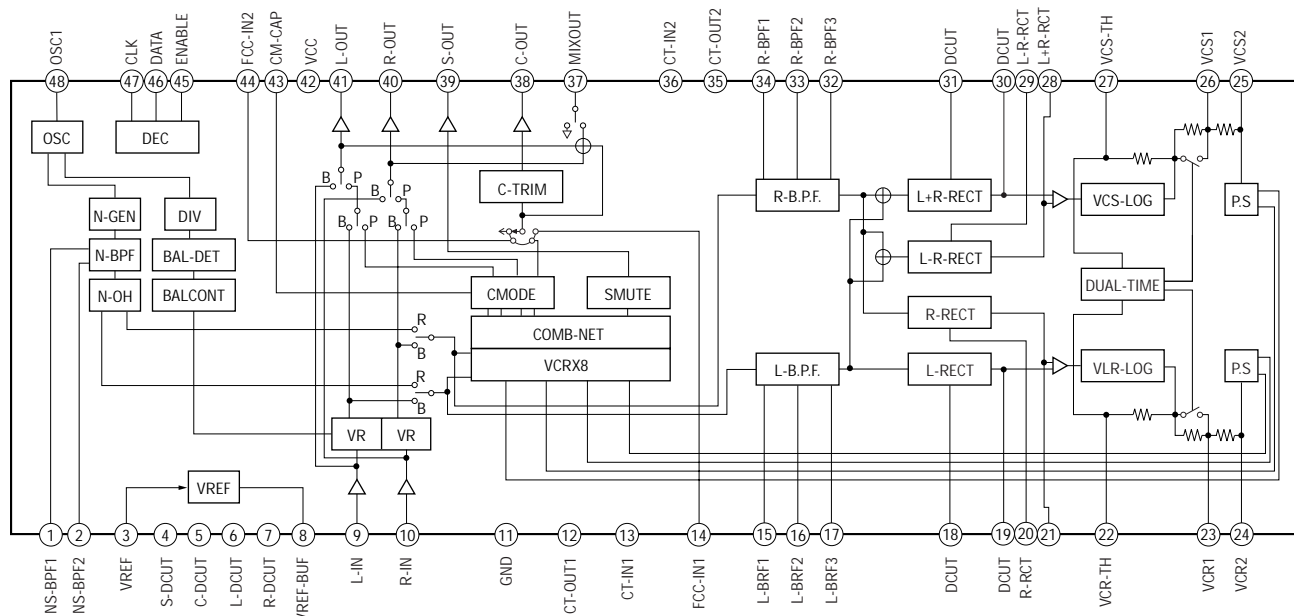 OSC1
CLK
DATA
ENABLE
FCC-IN2
CM-CAP
VCC
L-OUT
R-OUT
S-OUT
C-OUT
MIXOUT
CT-IN2
CT-OUT2
R-BPF1
R-BPF2
R-BPF3
DCUT
DCUT
L-R-RCT
L+R-RCT
VCS-TH
VCS1
VCS2
48
47
46
45
44
43
42
41
40
39
38
37
36
35
34
33
32
31
30
29
28
27
26
25
OSC
DEC
B
P
B
P
C-TRIM
R-B.P.F.
L+R-RECT
VCS-LOG
P.S
N-GEN
DIV
B
P
B
P
N-BPF
BAL-DET
L-R-RECT
N-OH
BALCONT
CMODE
SMUTE
DUAL-TIME
R-RECT
R
B
COMB-NET
VCRX8
L-B.P.F.
L-RECT
VLR-LOG
P.S
R
B
VR
VR
VREF
1
2
3
4
5
6
7
8
9
10
11
12
13
14
15
16
17
18
19
20
21
22
23
24
NS-BPF1
NS-BPF2
VREF
S-DCUT
C-DCUT
L-DCUT
R-DCUT
VREF-BUF
L-IN
R-IN
GND
CT-OUT1
CT-IN1
FCC-IN1
L-BRF1
L-BRF2
L-BRF3
DCUT
DCUT
R-RCT
L-RCT
VCR-TH
VCR1
VCR2